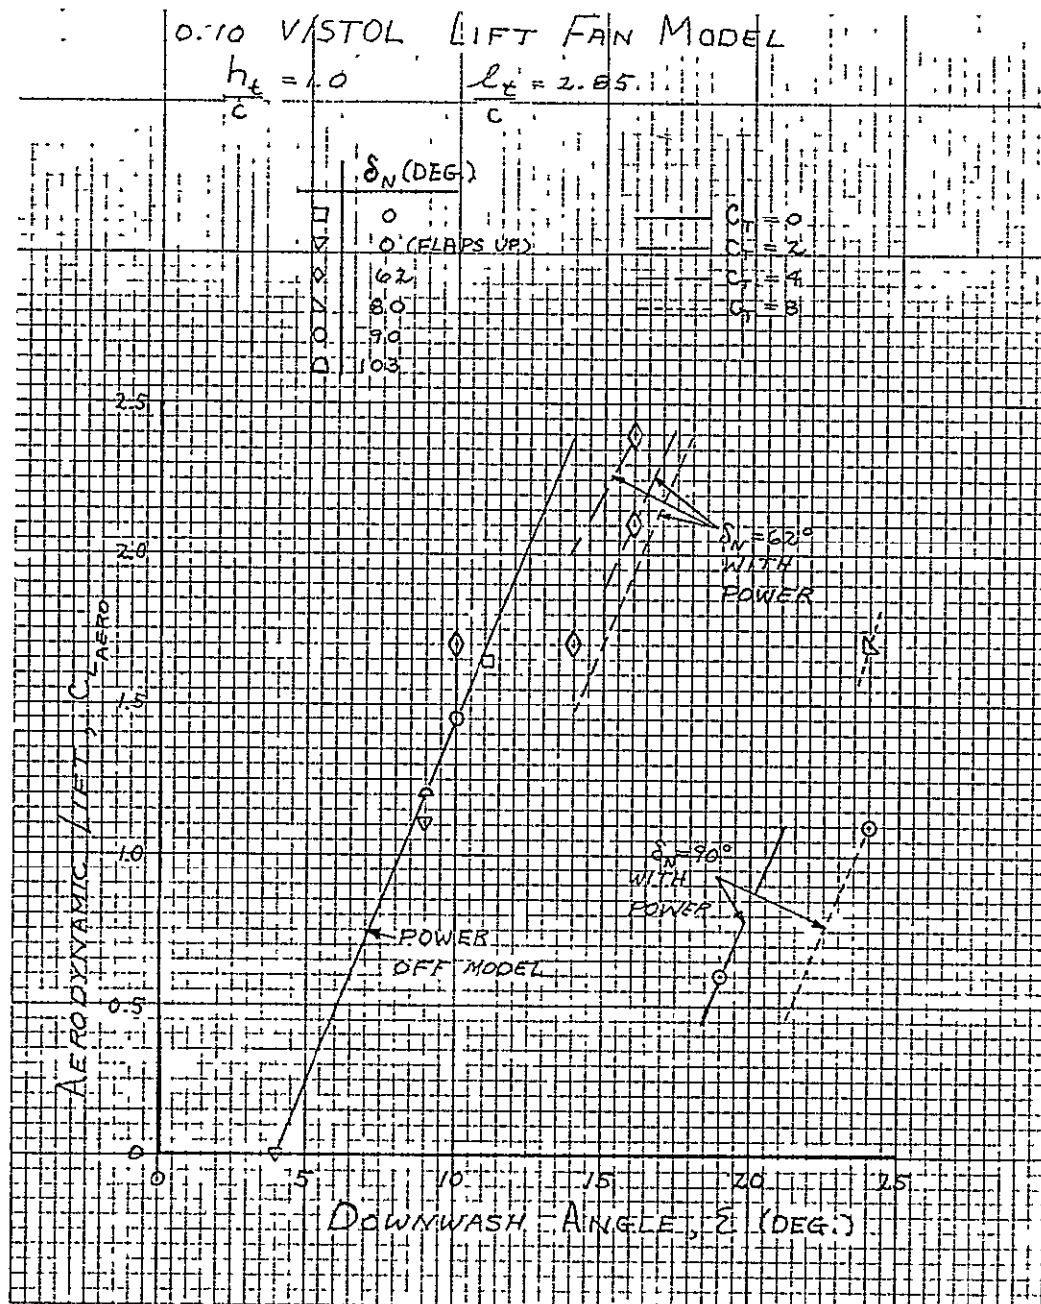 0.10 V/STOL LIFT FAN MODEL
h_t/c = 1.0 l_t/c = 2.85
δ_N (DEG.)
□ 0
▽ 0 (FLAPS UP)
◇ 62
80
○ 90
103
C_T = 0
C_T = 2
C_T = 4
C_T = 8
2.5
2.0
1.5
1.0
0.5
0
AERODYNAMIC LIFT, C_L_AERO
δ_N = 62°
WITH
POWER
δ_N = 90°
WITH
POWER
POWER
OFF MODEL
0 5 10 15 20 25
DOWNWASH ANGLE, ε (DEG.)